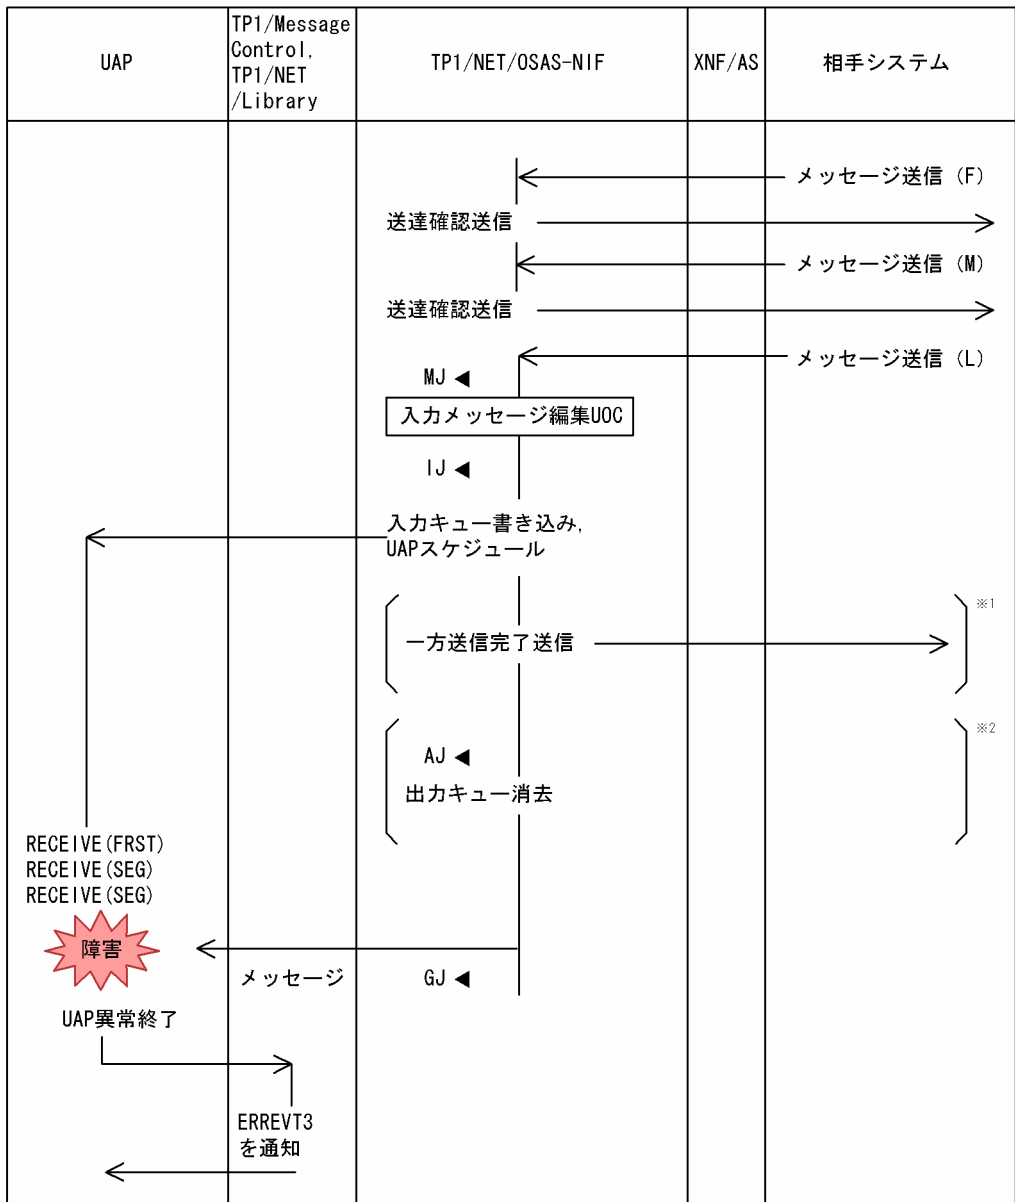 UAP
TP1/Message
Control,
TP1/NET
/Library
TP1/NET/OSAS-NIF
XNF/AS
相手システム
メッセージ送信(F)
送達確認送信
メッセージ送信(M)
送達確認送信
メッセージ送信(L)
MJ
入力メッセージ編集UOC
IJ
入力キュー書き込み,
UAPスケジュール
※1
一方送信完了送信
※2
AJ
出力キュー消去
RECEIVE(FRST)
RECEIVE(SEG)
RECEIVE(SEG)
障害
メッセージ
GJ
UAP異常終了
ERREVT3
を通知